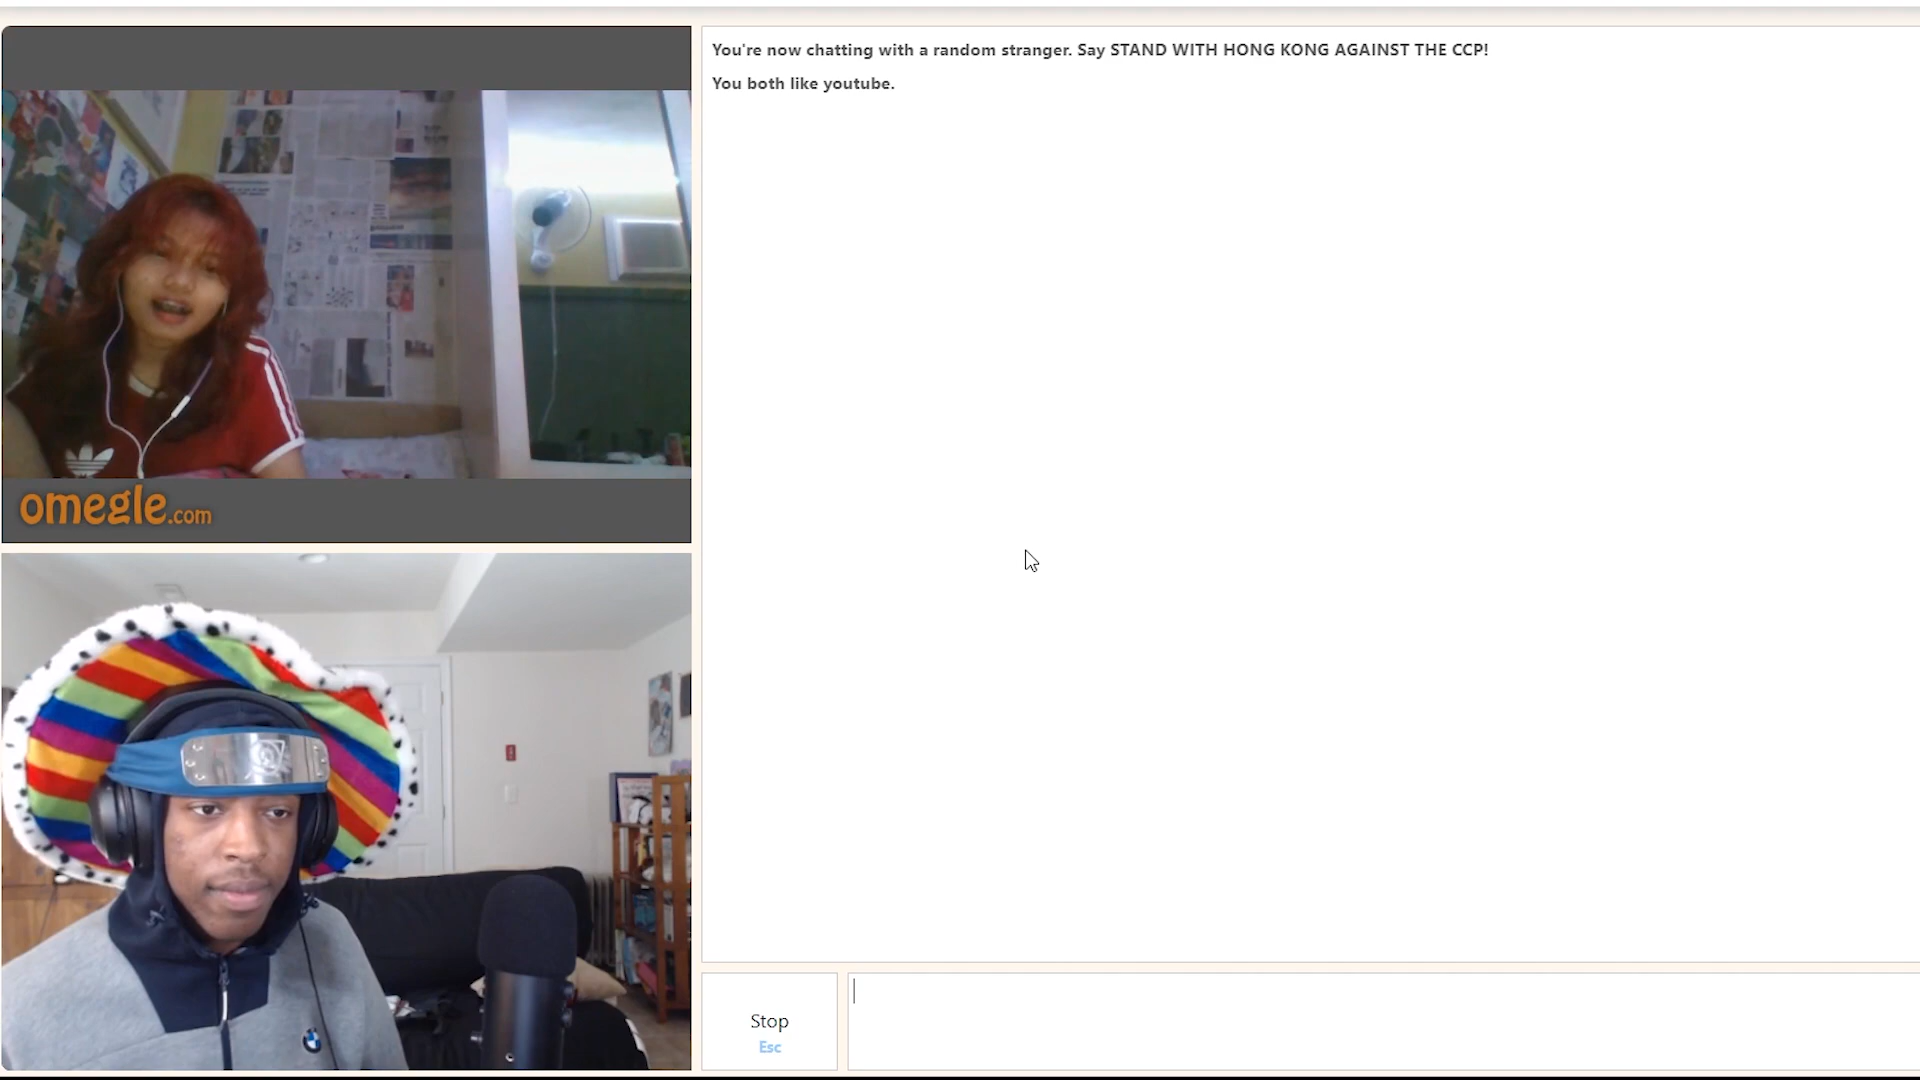 You're now chatting with a random stranger. Say STAND WITH HONG KONG AGAINST THE CCP!
You both like youtube.
omegle.com
Stop
Esc